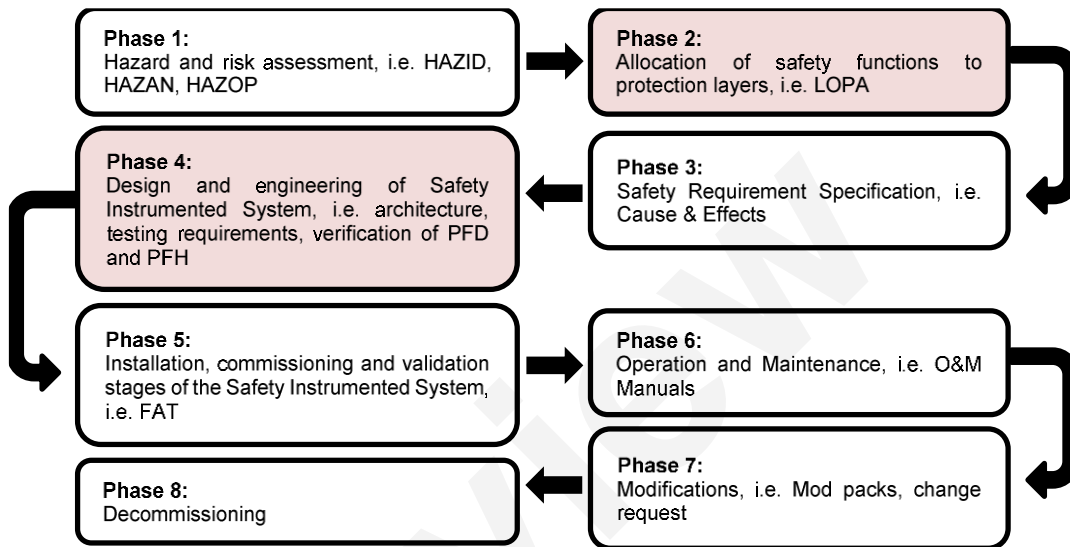 Phase 1:
Hazard and risk assessment, i.e. HAZID,
HAZAN, HAZOP
Phase 2:
Allocation of safety functions to
protection layers, i.e. LOPA
Phase 3:
Safety Requirement Specification, i.e.
Cause & Effects
Phase 4:
Design and engineering of Safety
Instrumented System, i.e. architecture,
testing requirements, verification of PFD
and PFH
Phase 5:
Installation, commissioning and validation
stages of the Safety Instrumented System,
i.e. FAT
Phase 6:
Operation and Maintenance, i.e. O&M
Manuals
Phase 7:
Modifications, i.e. Mod packs, change
request
Phase 8:
Decommissioning
view